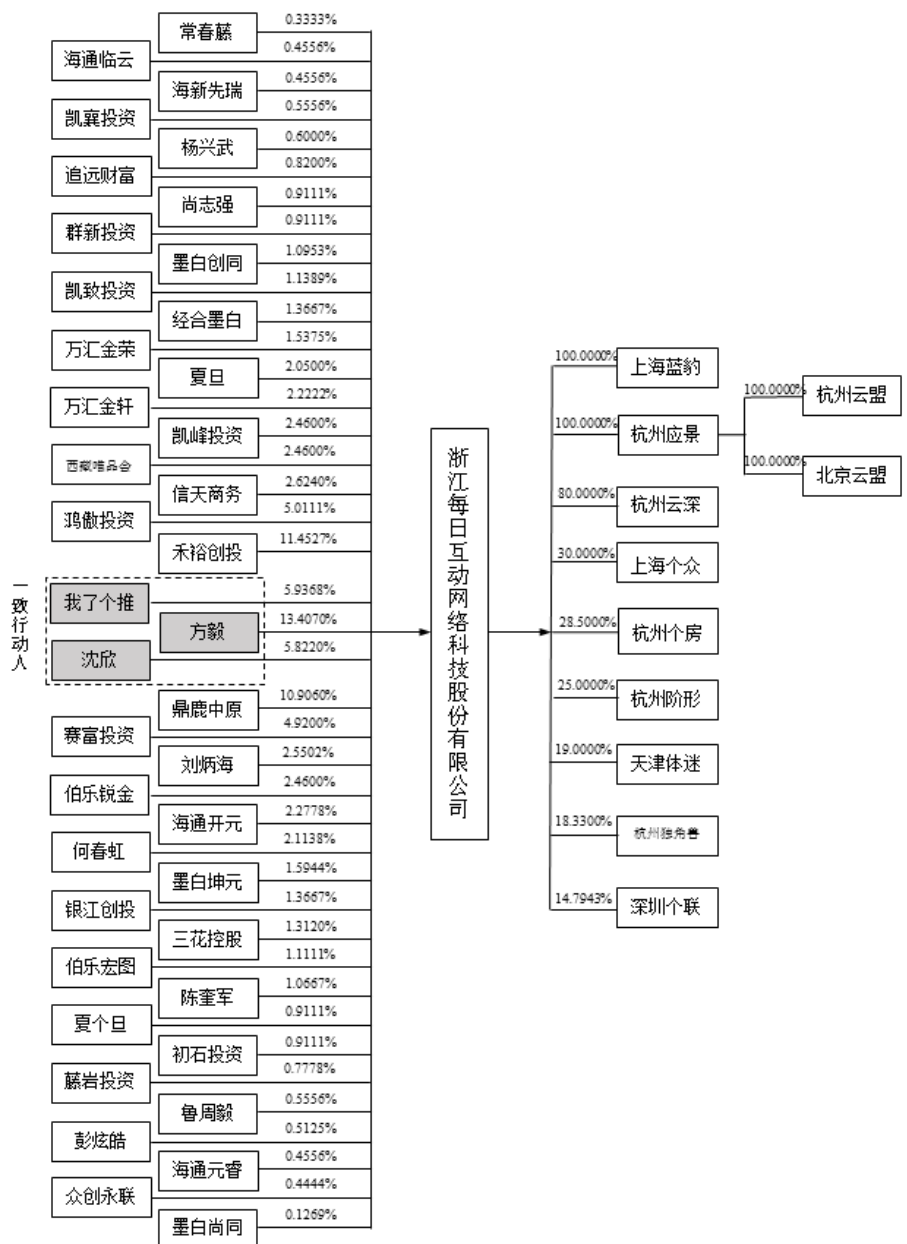 常春藤
0.3333%
海通临云
0.4556%
海新先瑞
0.4556%
凯襄投资
0.5556%
杨兴武
0.6000%
追远财富
0.8200%
尚志强
0.9111%
群新投资
0.9111%
墨白创同
1.0953%
凯致投资
1.1389%
经合墨白
1.3667%
万汇金荣
1.5375%
夏旦
2.0500%
万汇金轩
2.2222%
凯峰投资
2.4600%
西藏唯品会
2.4600%
信天商务
2.6240%
鸿傲投资
5.0111%
禾裕创投
11.4527%
一致行动人
我了个推
5.9368%
方毅
13.4070%
沈欣
5.8220%
鼎鹿中原
10.9060%
赛富投资
4.9200%
刘炳海
2.5502%
伯乐锐金
2.4600%
海通开元
2.2778%
何春虹
2.1138%
墨白坤元
1.5944%
银江创投
1.3667%
三花控股
1.3120%
伯乐宏图
1.1111%
陈奎军
1.0667%
夏个旦
0.9111%
初石投资
0.9111%
藤岩投资
0.7778%
鲁周毅
0.5556%
彭炫皓
0.5125%
海通元睿
0.4556%
众创永联
0.4444%
墨白尚同
0.1269%
浙江每日互动网络科技股份有限公司
100.0000%
上海蓝豹
100.0000%
杭州应景
100.0000%
杭州云盟
100.0000%
北京云盟
80.0000%
杭州云深
30.0000%
上海个众
28.5000%
杭州个房
25.0000%
杭州阶形
19.0000%
天津体迷
18.3300%
杭州独角兽
14.7943%
深圳个联